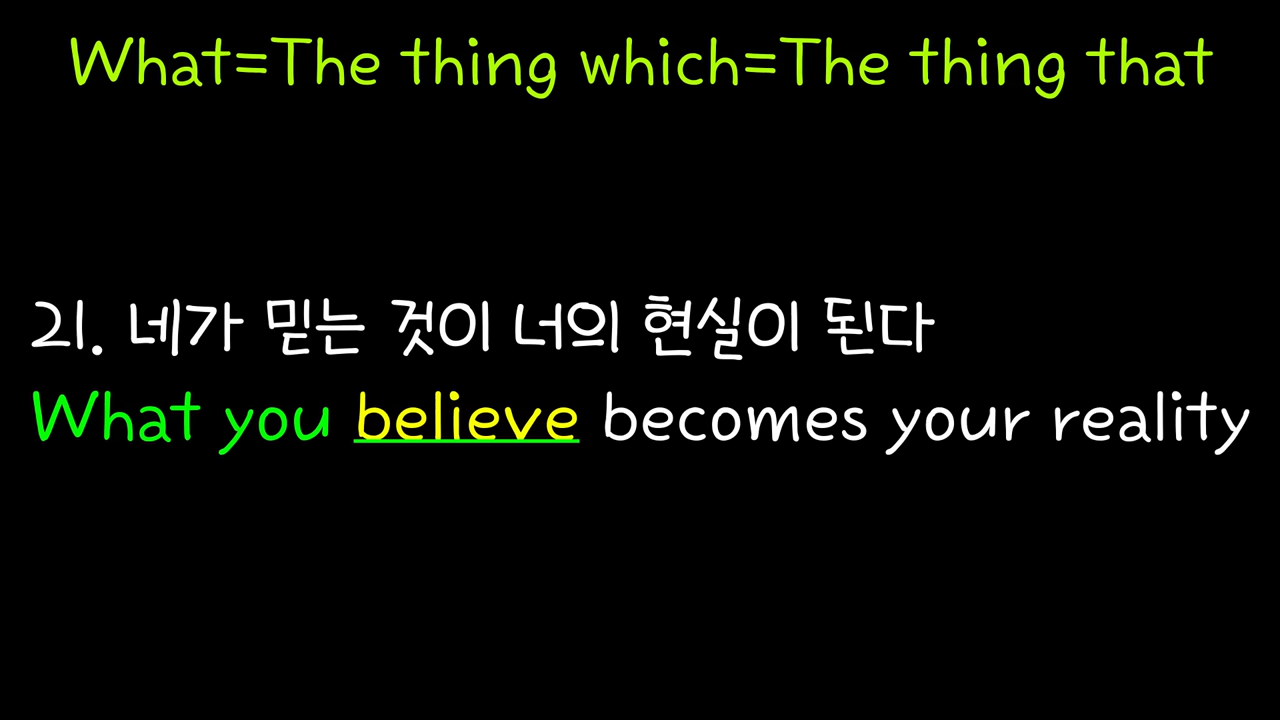 What=The thing which=The thing that
21. 네가 믿는 것이 너의 현실이 된다
What you believe becomes your reality